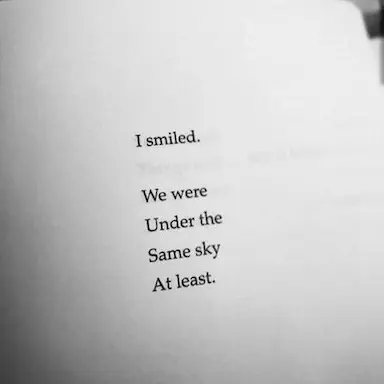 I smiled.
We were
Under the
Same sky
At least.